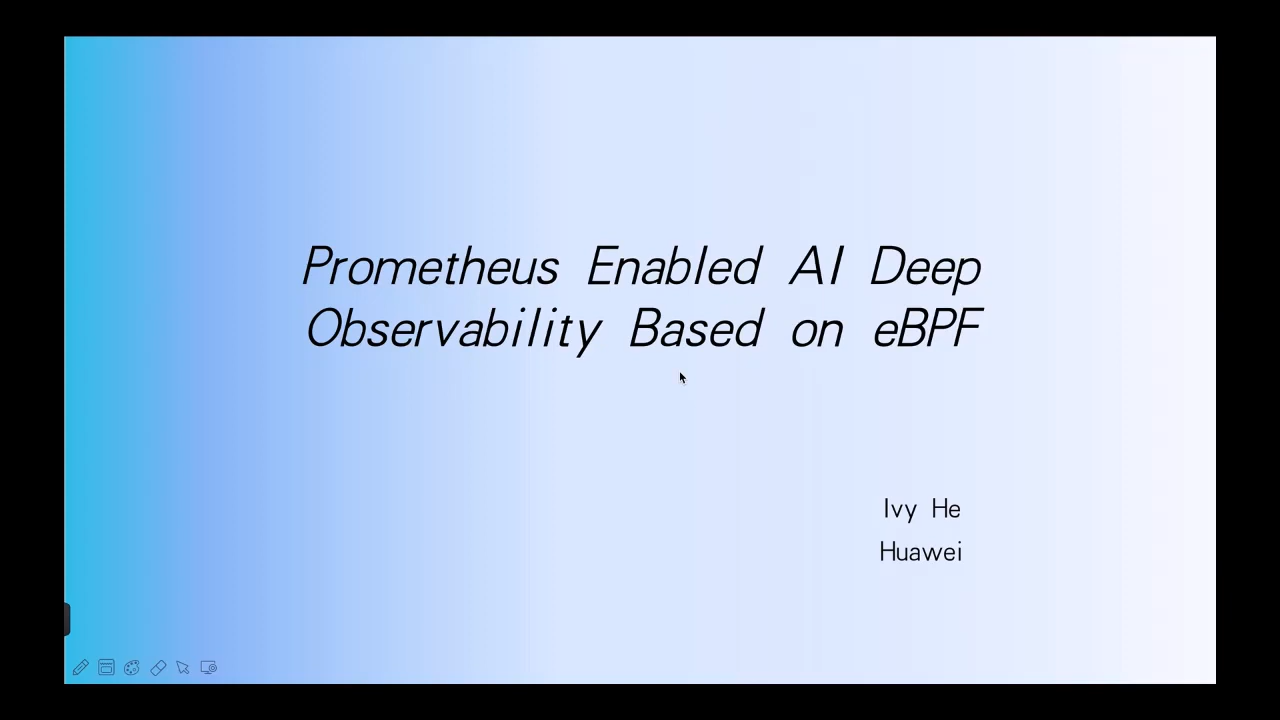 Prometheus Enabled AI Deep
Observability Based on eBPF
Ivy He
Huawei